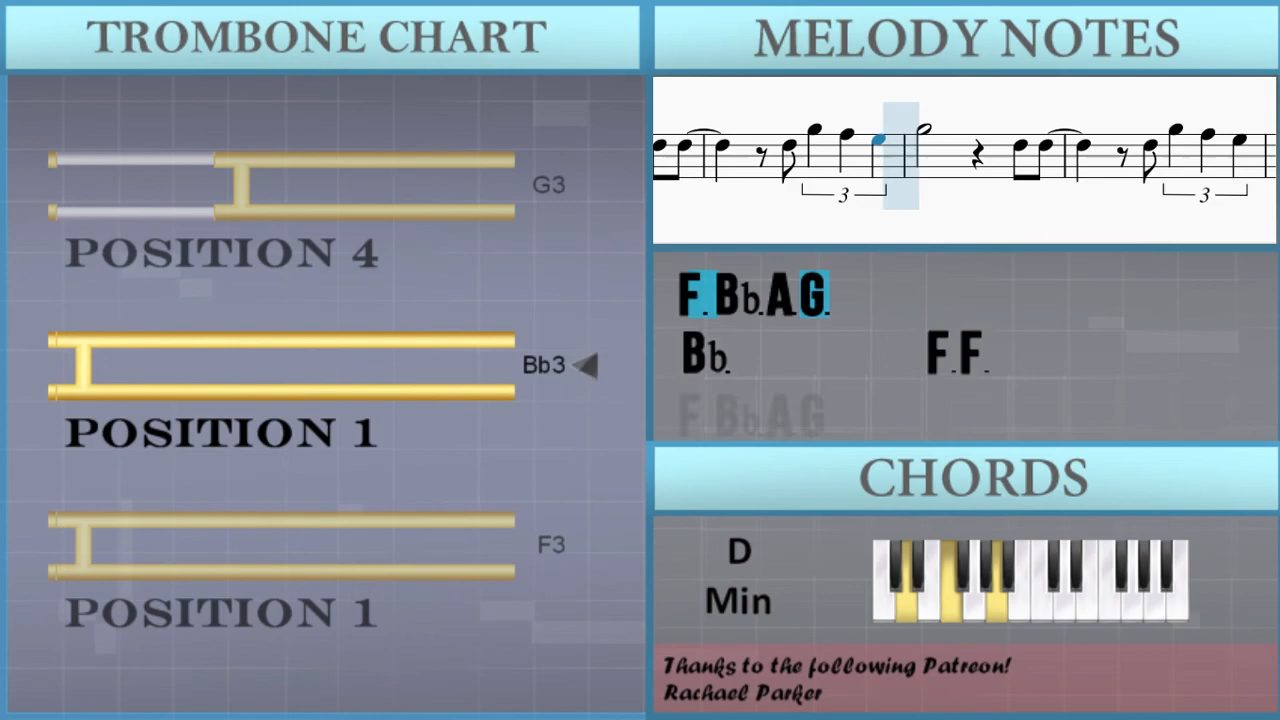 TROMBONE CHART
G3
POSITION 4
Bb3
POSITION 1
F3
POSITION 1
MELODY NOTES
3
3
F.Bb.A.G.
Bb. F.F.
F Bb A G
CHORDS
D
Min
Thanks to the following Patreon!
Rachael Parker